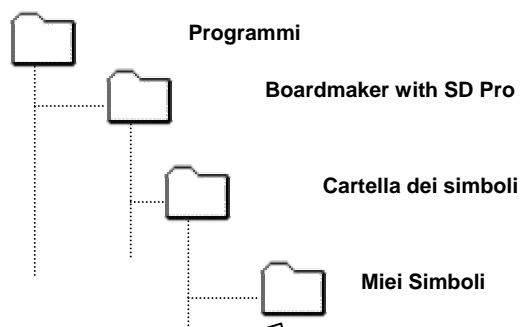 Programmi
Boardmaker with SD Pro
Cartella dei simboli
Miei Simboli